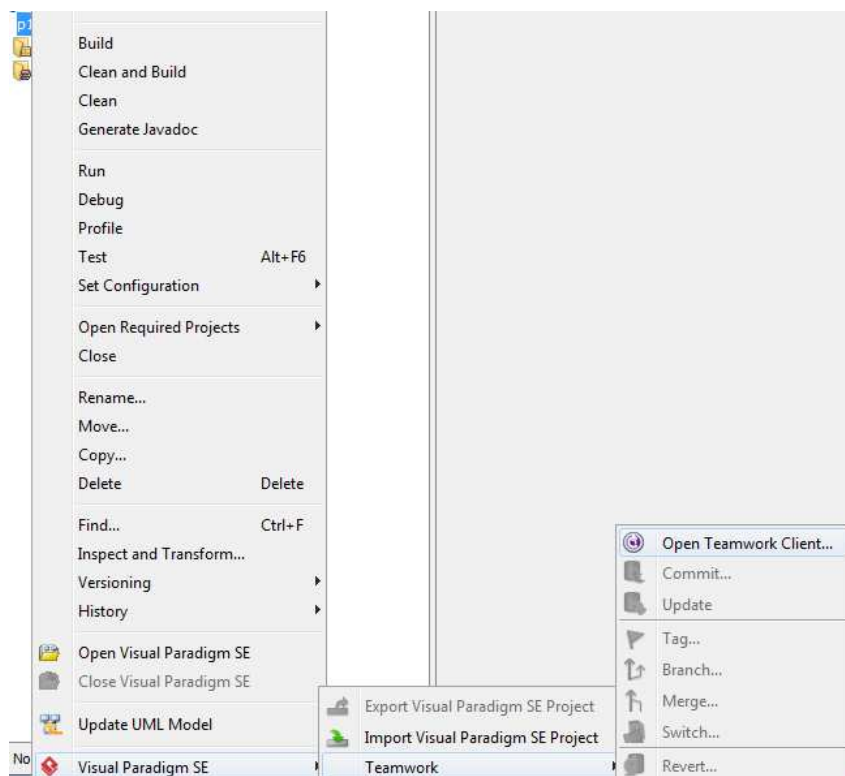 p1
Build
Clean and Build
Clean
Generate Javadoc
Run
Debug
Profile
Test Alt+F6
Set Configuration
Open Required Projects
Close
Rename...
Move...
Copy...
Delete Delete
Find... Ctrl+F
Inspect and Transform...
Versioning
History
Open Visual Paradigm SE
Close Visual Paradigm SE
Update UML Model
No
Visual Paradigm SE
Export Visual Paradigm SE Project
Import Visual Paradigm SE Project
Teamwork
Open Teamwork Client...
Commit...
Update
Tag...
Branch...
Merge...
Switch...
Revert...